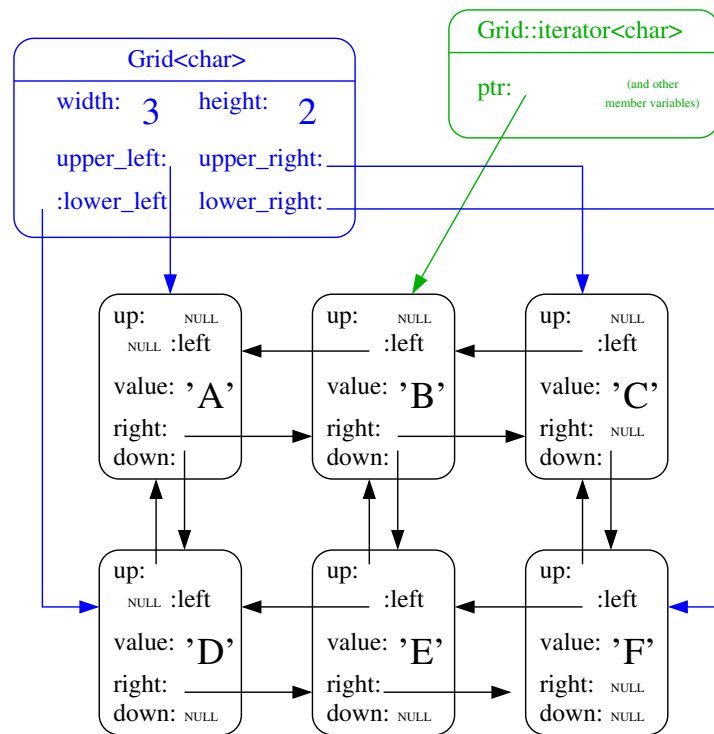 Grid<char>
width: 3 height: 2
upper_left: upper_right:
:lower_left lower_right:
Grid::iterator<char>
ptr: (and other
member variables)
up: NULL
NULL :left
value: 'A'
right:
down:
up: NULL
:left
value: 'B'
right:
down:
up: NULL
:left
value: 'C'
right: NULL
down:
up:
NULL :left
value: 'D'
right:
down: NULL
up:
:left
value: 'E'
right:
down: NULL
up:
:left
value: 'F'
right: NULL
down: NULL